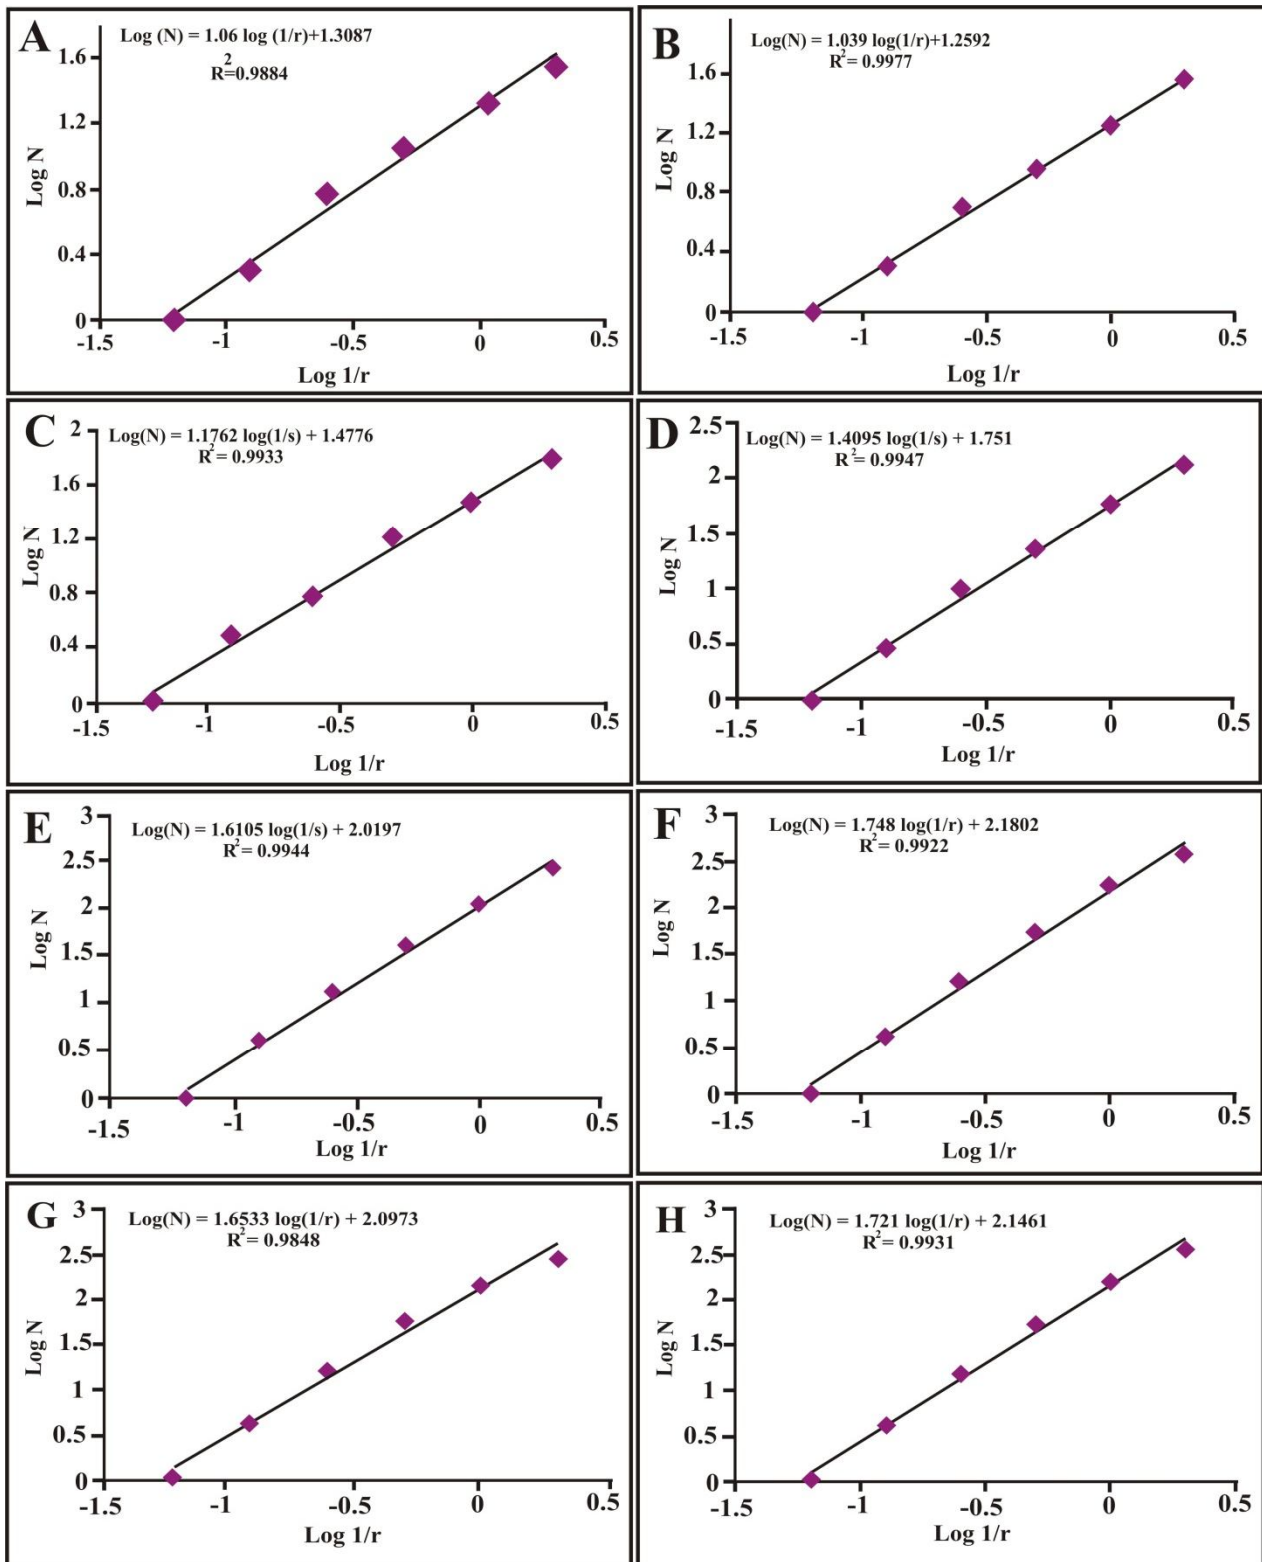 A
Log (N) = 1.06 log (1/r)+1.3087
2
R=0.9884
1.6
1.2
0.8
0.4
0
Log N
-1.5
-1
-0.5
0
0.5
Log 1/r
B
Log(N) = 1.039 log(1/r)+1.2592
R²= 0.9977
1.6
1.2
0.8
0.4
0
Log N
-1.5
-1
-0.5
0
0.5
Log 1/r
C
Log(N) = 1.1762 log(1/s) + 1.4776
R²= 0.9933
2
1.6
1.2
0.8
0.4
0
Log N
-1.5
-1
-0.5
0
0.5
Log 1/r
D
Log(N) = 1.4095 log(1/s) + 1.751
R²= 0.9947
2.5
2
1.5
1
0.5
0
Log N
-1.5
-1
-0.5
0
0.5
Log 1/r
E
Log(N) = 1.6105 log(1/s) + 2.0197
R²= 0.9944
3
2.5
2
1.5
1
0.5
0
Log N
-1.5
-1
-0.5
0
0.5
Log 1/r
F
Log(N) = 1.748 log(1/r) + 2.1802
R²= 0.9922
3
2.5
2
1.5
1
0.5
0
Log N
-1.5
-1
-0.5
0
0.5
Log 1/r
G
Log(N) = 1.6533 log(1/r) + 2.0973
R²= 0.9848
3
2.5
2
1.5
1
0.5
0
Log N
-1.5
-1
-0.5
0
0.5
Log 1/r
H
Log(N) = 1.721 log(1/r) + 2.1461
R²= 0.9931
3
2.5
2
1.5
1
0.5
0
Log N
-1.5
-1
-0.5
0
0.5
Log 1/r